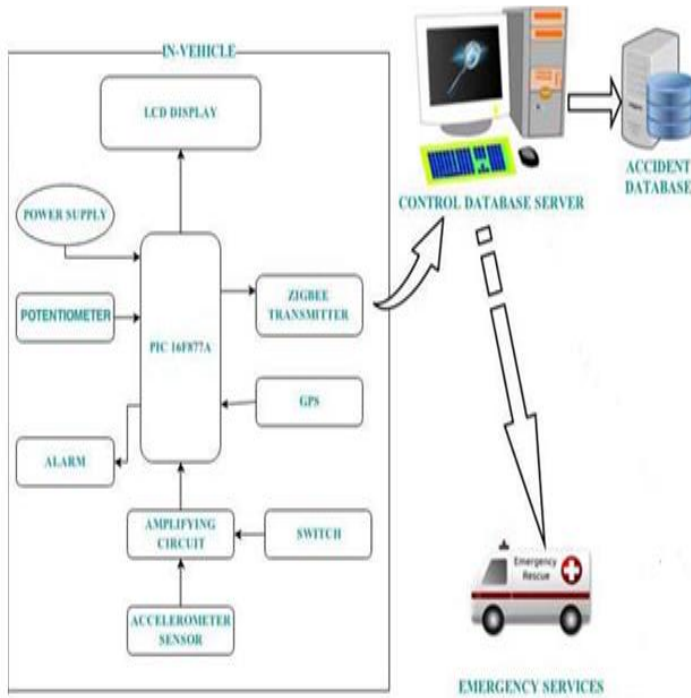 IN-VEHICLE
LCD DISPLAY
POWER SUPPLY
POTENTIOMETER
PIC 16F877A
ZIGBEE
TRANSMITTER
GPS
ALARM
AMPLIFYING
CIRCUIT
SWITCH
ACCELEROMETER
SENSOR
CONTROL DATABASE SERVER
ACCIDENT
DATABASE
Emergency
Rescue
EMERGENCY SERVICES